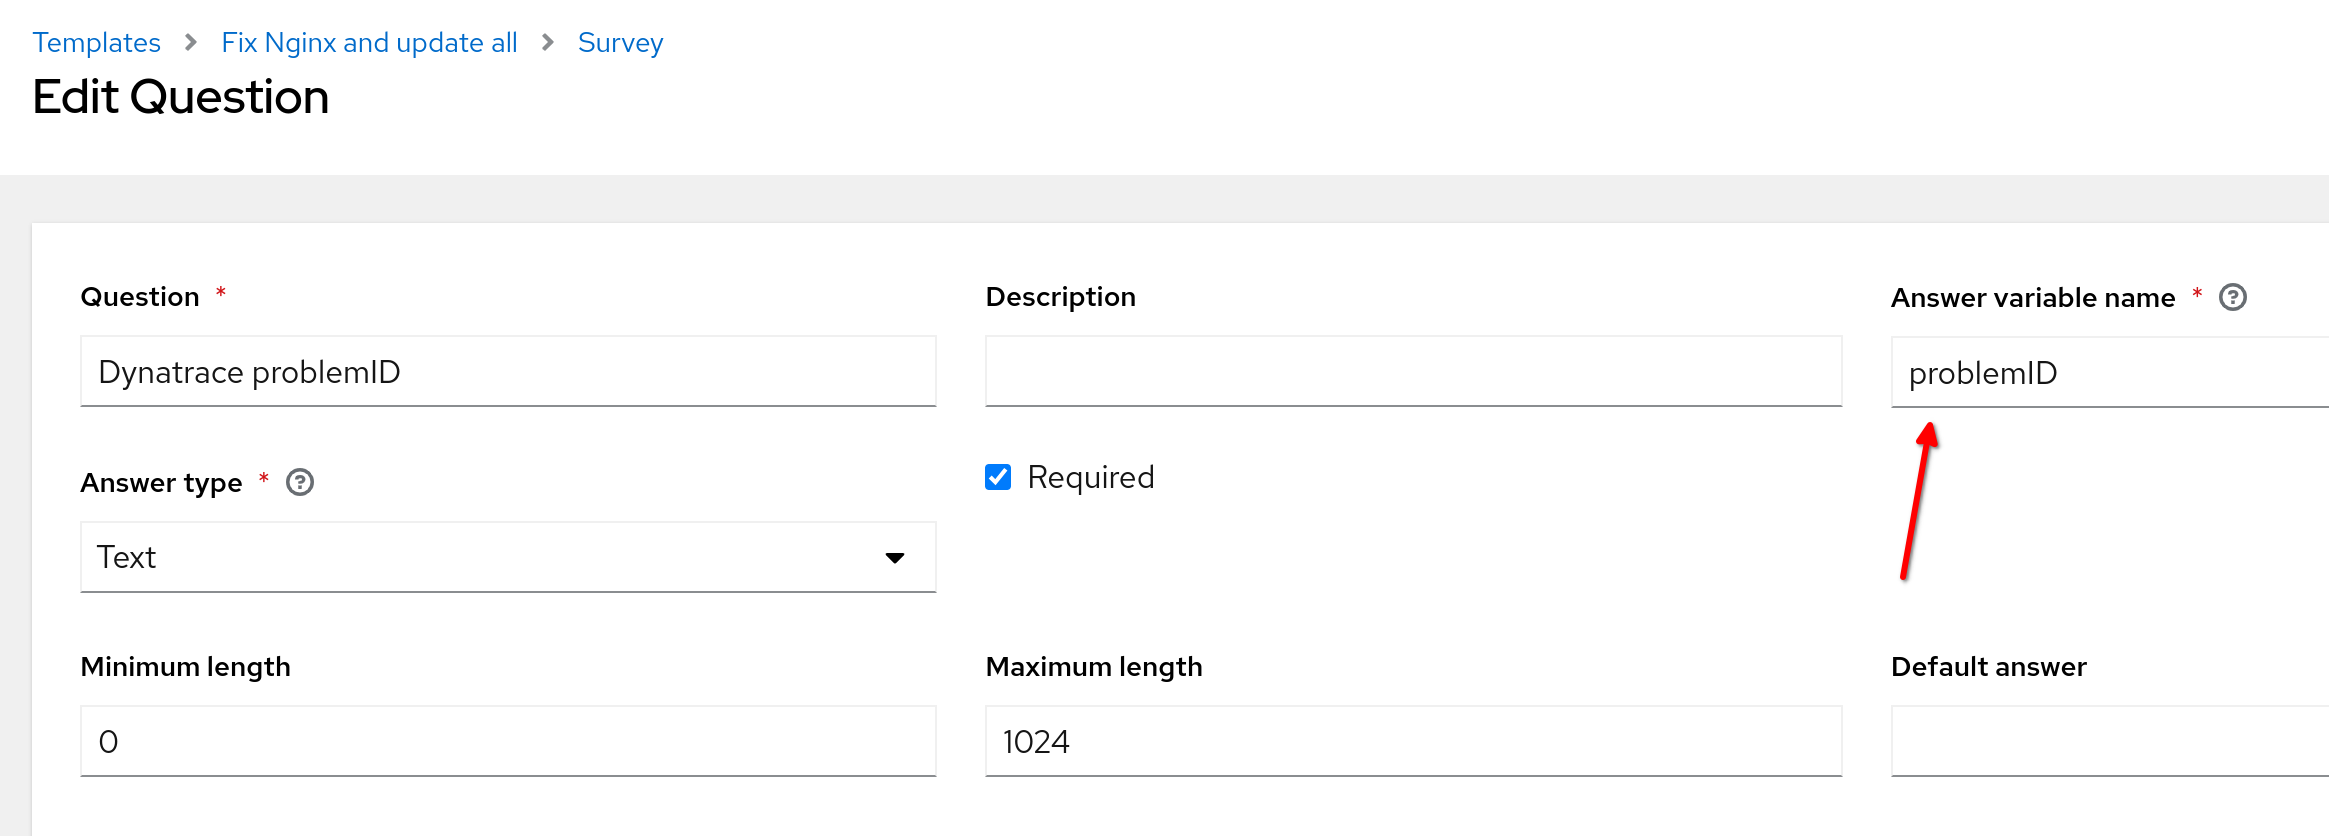 Templates > Fix Nginx and update all > Survey
Edit Question
Question * Description Answer variable name * ?
Dynatrace problemID problemID
Answer type * ? Required
Text
Minimum length Maximum length Default answer
0 1024